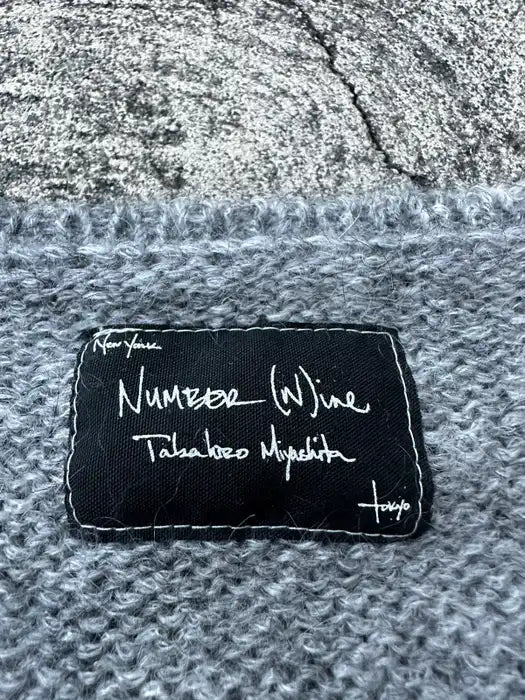 New York
NUMBER (N)ine
Takahiro Miyashita
tokyo